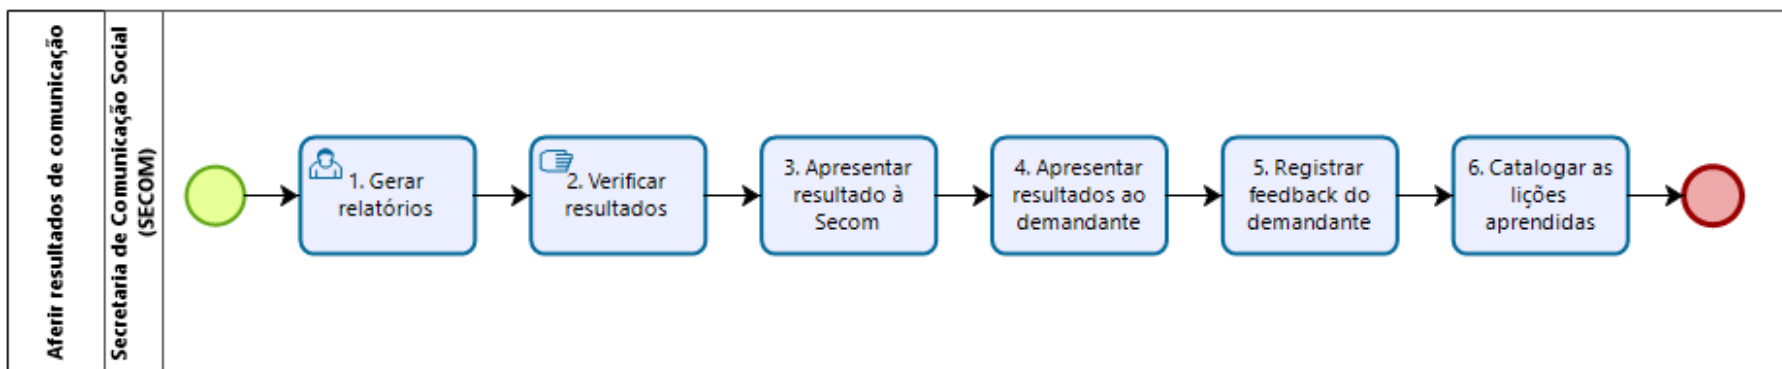 Aferir resultados de comunicação
Secretaria de Comunicação Social
(SECOM)
1. Gerar
relatórios
2. Verificar
resultados
3. Apresentar
resultado à
Secom
4. Apresentar
resultados ao
demandante
5. Registrar
feedback do
demandante
6. Catalogar as
lições
aprendidas